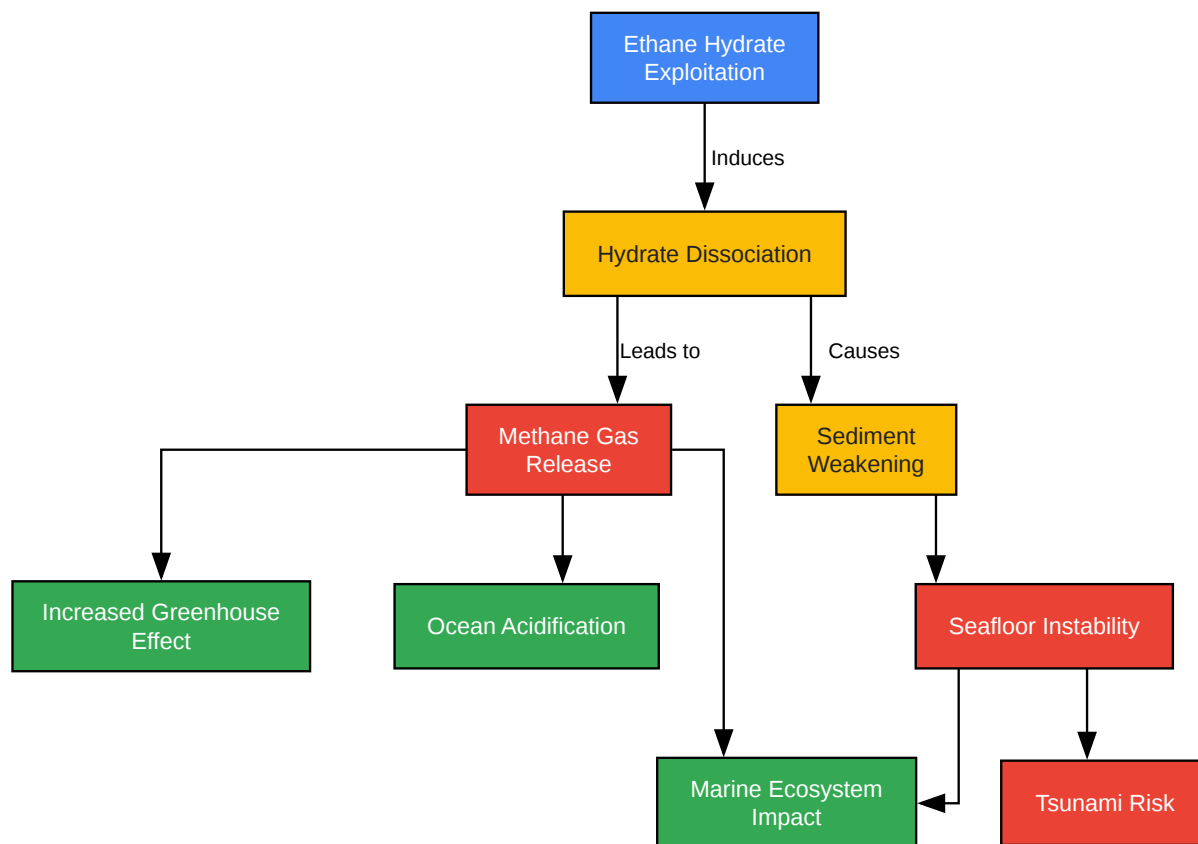 Ethane Hydrate
Exploitation
Induces
Hydrate Dissociation
Leads to
Causes
Methane Gas
Release
Sediment
Weakening
Increased Greenhouse
Effect
Ocean Acidification
Seafloor Instability
Marine Ecosystem
Impact
Tsunami Risk